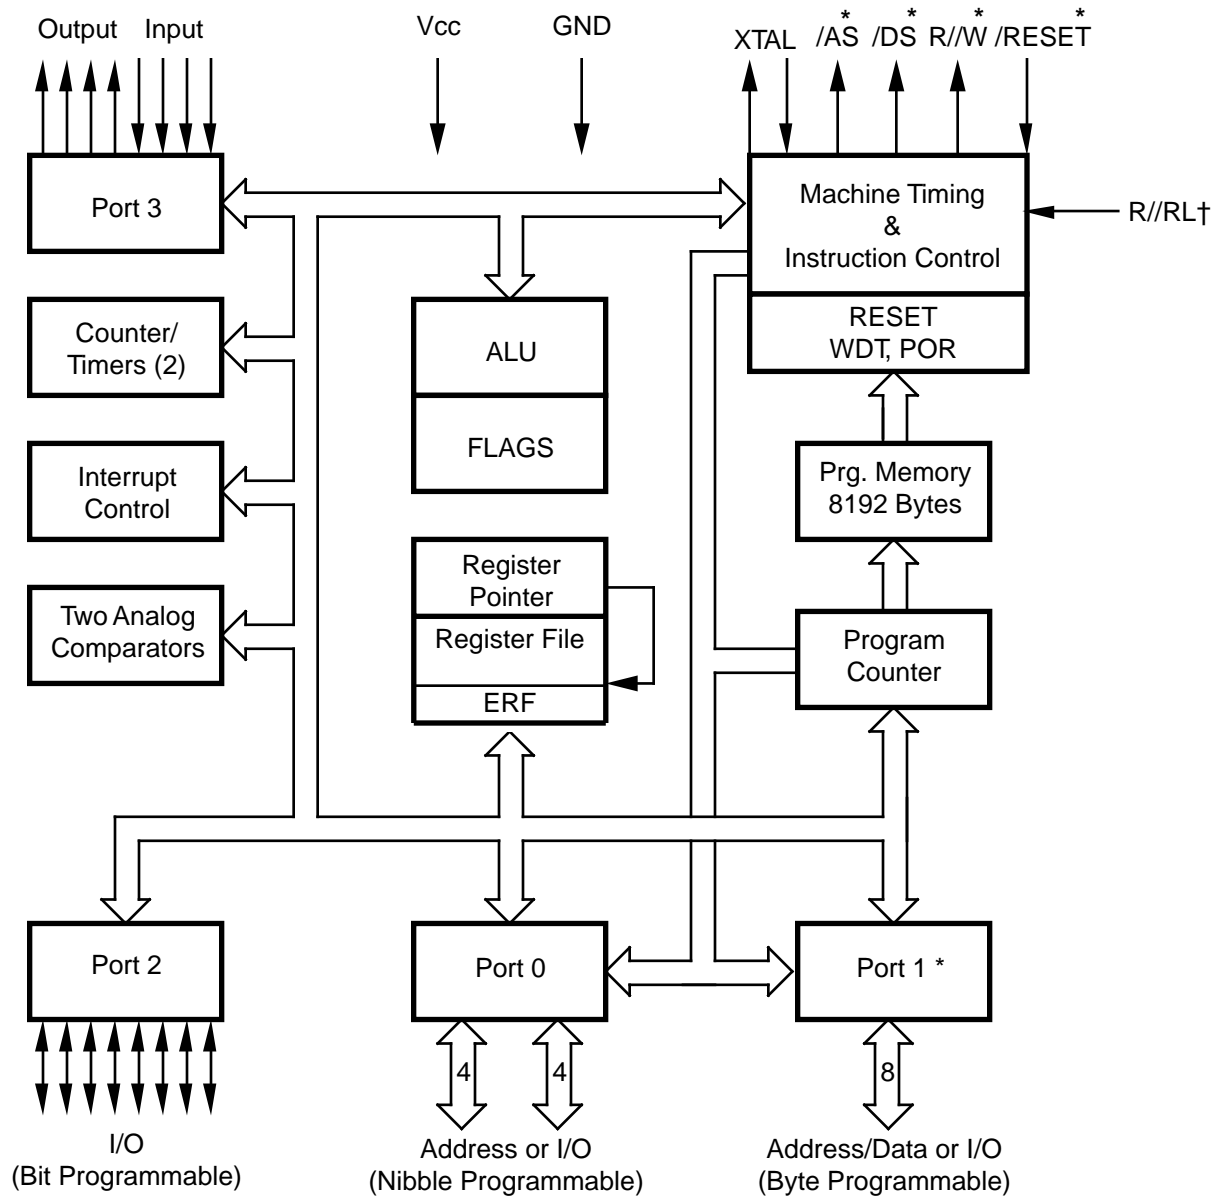 Output Input Vcc GND XTAL /AS* /DS* R//W* /RESET*
Port 3
Machine Timing
&
Instruction Control
R//RL†
RESET
WDT, POR
Counter/
Timers (2)
ALU
FLAGS
Interrupt
Control
Prg. Memory
8192 Bytes
Two Analog
Comparators
Register
Pointer
Register File
ERF
Program
Counter
Port 2
Port 0
Port 1 *
4 4 8
I/O
(Bit Programmable)
Address or I/O
(Nibble Programmable)
Address/Data or I/O
(Byte Programmable)